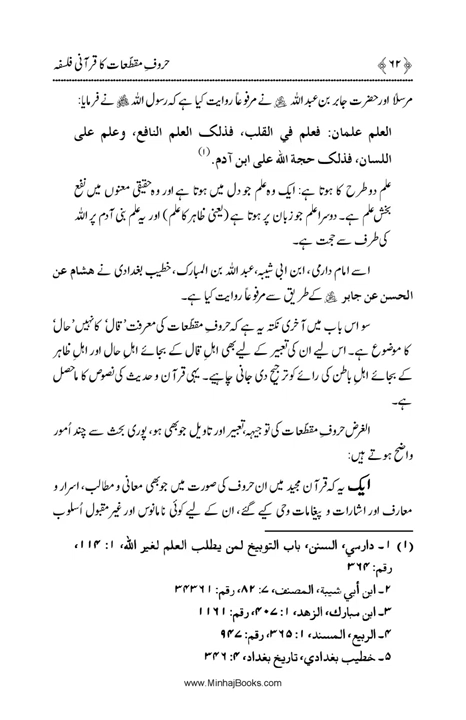 ﴿۶۲﴾ حروفِ مقطّعات کا قرآنی فلسفہ
مرسلًا اور حضرت جابر بن عبد اللہ ﷺ نے مرفوعاً روایت کیا ہے کہ رسول اللہ ﷺ نے فرمایا:
العلم علمان: فعلم في القلب، فذلک العلم النافع، وعلم علی
اللسان، فذلک حجة الله علی ابن آدم.(۱)
علم دو طرح کا ہوتا ہے: ایک وہ علم جو دل میں ہوتا ہے اور وہ حقیقی معنوں میں نفع
بخش علم ہے۔ دوسرا علم جو زبان پر ہوتا ہے (یعنی ظاہر کا علم) اور یہ علم بنی آدم پر اللہ
کی طرف سے حجت ہے۔
اسے امام دارمی، ابن ابی شیبہ، عبد اللہ بن المبارک، خطیب بغدادی نے هشام عن
الحسن عن جابر ﷺ کے طریق سے مرفوعاً روایت کیا ہے۔
سو اس باب میں آخری نکتہ یہ ہے کہ حروفِ مقطعات کی معرفت ’قال‘ کا نہیں ’حال‘
کا موضوع ہے۔ اس لیے ان کی تعبیر کے لیے بھی اہلِ قال کے بجائے اہلِ حال اور اہلِ ظاہر
کے بجائے اہلِ باطن کی رائے کو ترجیح دی جانی چاہیے۔ یہی قرآن و حدیث کی نصوص کا ماحصل
ہے۔
الغرض حروفِ مقطعات کی توجیہہ، تعبیر اور تاویل جو بھی ہو، پوری بحث سے چند اُمور
واضح ہوتے ہیں:
ایک یہ کہ قرآن مجید میں ان حروف کی صورت میں جو بھی معانی و مطالب، اسرار و
معارف اور اشارات و پیغامات وحی کیے گئے، ان کے لیے کوئی نامانوس اور غیر مقبول اُسلوب
(۱) ۱۔ دارسي، السنن، باب التوبيخ لمن يطلب العلم لغير الله، ۱: ۱۱۴،
رقم: ۳۶۴
۲۔ ابن أبي شيبة، المصنف، ۷: ۸۲، رقم: ۳۴۳۶۱
۳۔ ابن مبارك، الزهد، ۱: ۴۰۷، رقم: ۱۱۶۱
۴۔ الربيع، المسند، ۱: ۳۶۵، رقم: ۹۴۷
۵۔ خطيب بغدادي، تاريخ بغداد، ۴: ۳۴۶
www.MinhajBooks.com